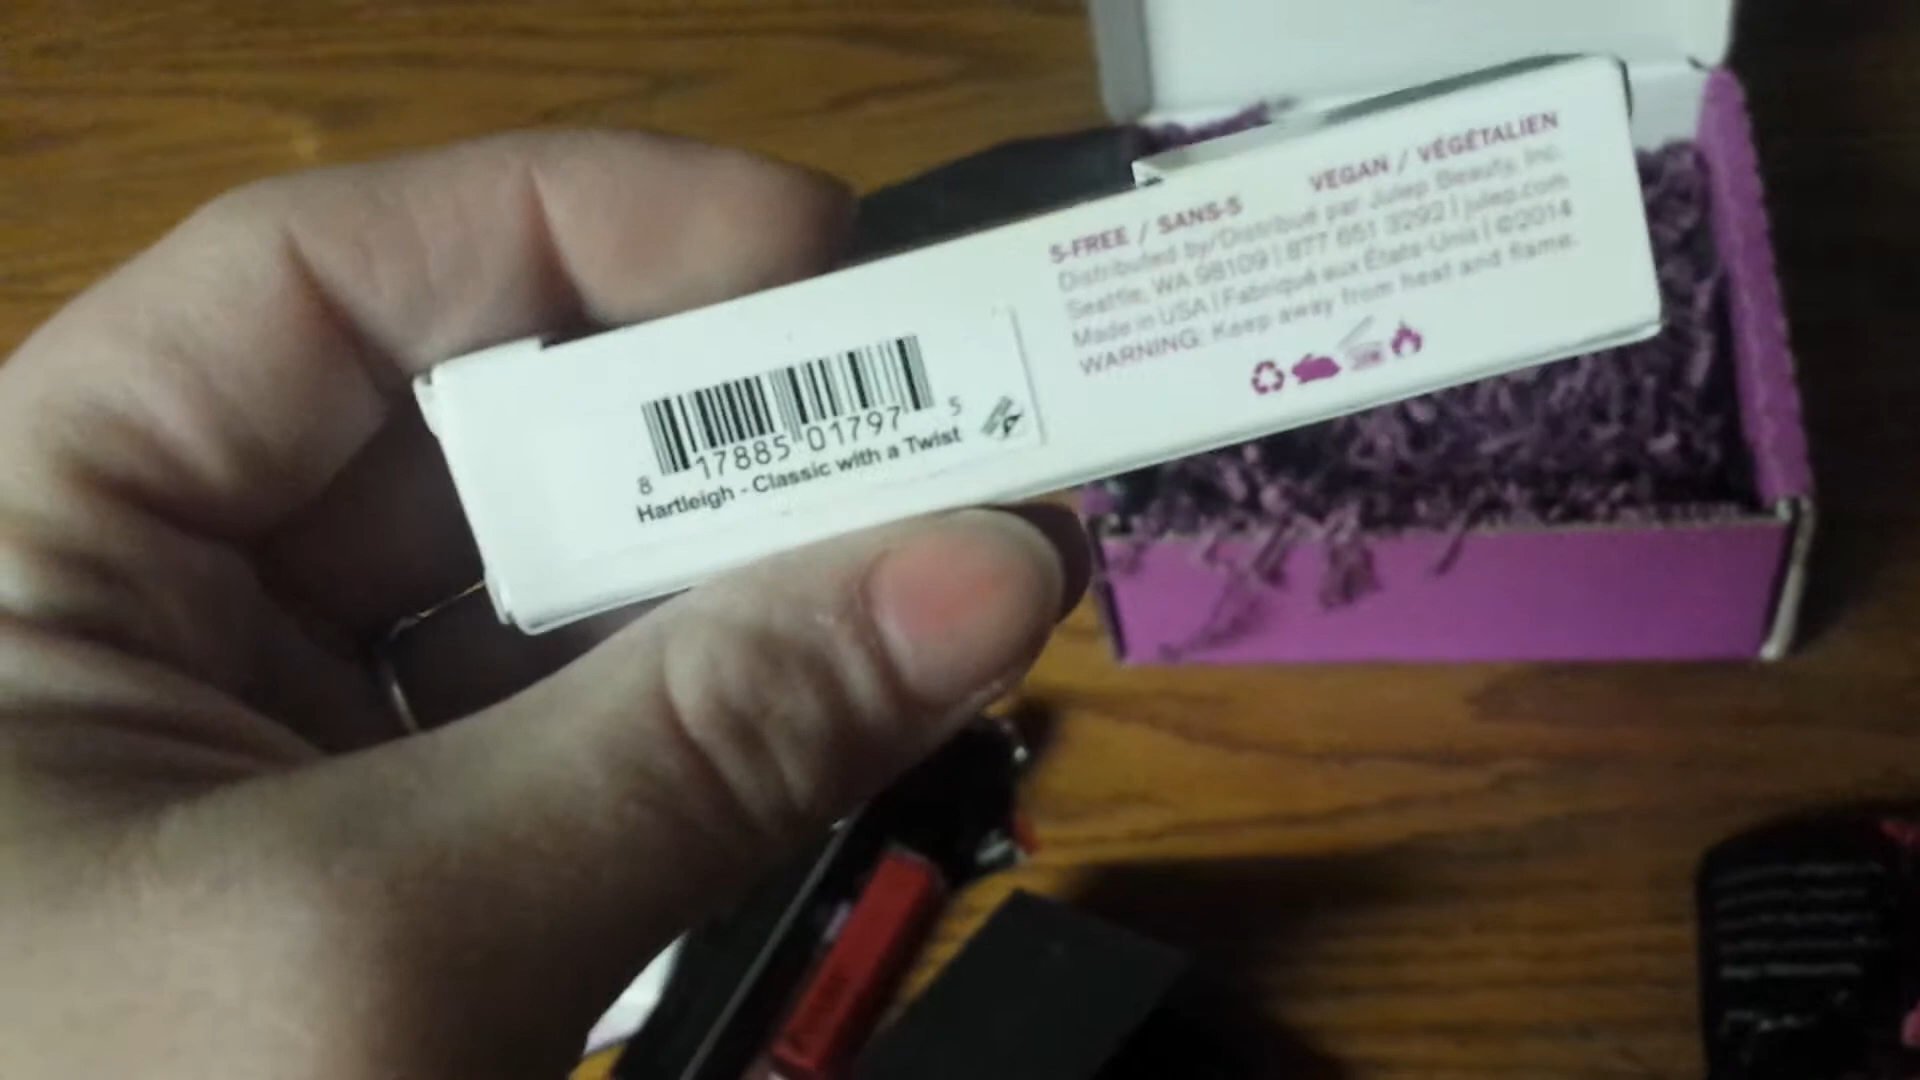 5-FREE / SANS-5 VEGAN / VÉGÉTALIEN
Distributed by/Distribué par Julep Beauty, Inc.
Seattle, WA 98109 | 877 651 3292 | julep.com
Made in USA | Fabriqué aux États-Unis | ©2014
WARNING: Keep away from heat and flame.
8 17885 01797 5
Hartleigh - Classic with a Twist